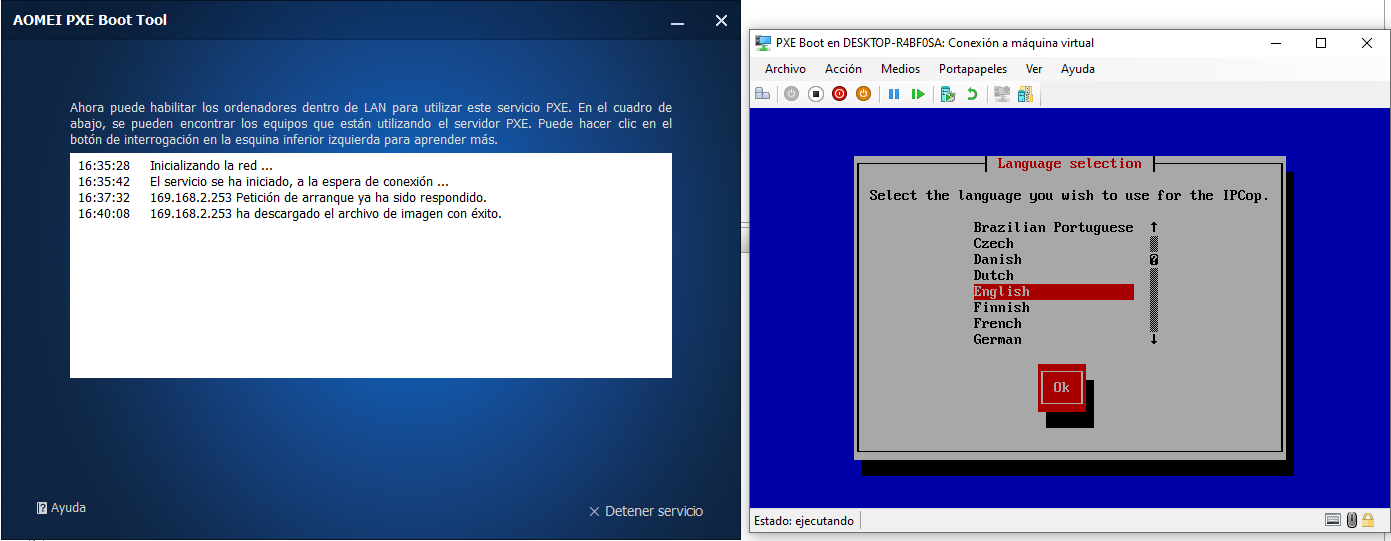 AOMEI PXE Boot Tool
Ahora puede habilitar los ordenadores dentro de LAN para utilizar este servicio PXE. En el cuadro de
abajo, se pueden encontrar los equipos que están utilizando el servidor PXE. Puede hacer clic en el
botón de interrogación en la esquina inferior izquierda para aprender más.
16:35:28 Inicializando la red ...
16:35:42 El servicio se ha iniciado, a la espera de conexión ...
16:37:32 169.168.2.253 Petición de arranque ya ha sido respondido.
16:40:08 169.168.2.253 ha descargado el archivo de imagen con éxito.
Ayuda
Detener servicio
PXE Boot en DESKTOP-R4BF0SA: Conexión a máquina virtual
Archivo Acción Medios Portapapeles Ver Ayuda
Language selection
Select the language you wish to use for the IPCop.
Brazilian Portuguese
Czech
Danish
Dutch
English
Finnish
French
German
Ok
Estado: ejecutando